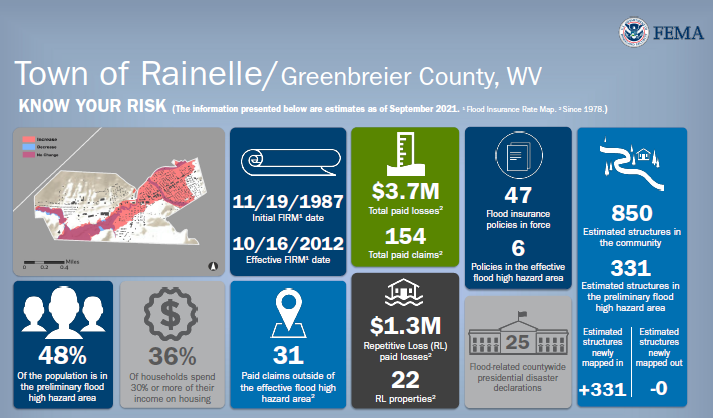 FEMA
Town of Rainelle/Greenbreier County, WV
KNOW YOUR RISK (The information presented below are estimates as of September 2021. ¹ Flood Insurance Rate Map. ² Since 1978.)
Increase
Decrease
No Change
Miles
0 0.2 0.4
11/19/1987
Initial FIRM¹ date
10/16/2012
Effective FIRM¹ date
$3.7M
Total paid losses²
154
Total paid claims²
47
Flood insurance
policies in force
6
Policies in the effective
flood high hazard area
850
Estimated structures in
the community
331
Estimated structures in
the preliminary flood
high hazard area
Estimated
structures
newly
mapped in
+331
Estimated
structures
newly
mapped out
-0
48%
Of the population is in
the preliminary flood
high hazard area
36%
Of households spend
30% or more of their
income on housing
31
Paid claims outside of
the effective flood high
hazard area²
$1.3M
Repetitive Loss (RL)
paid losses²
22
RL properties²
25
Flood-related countywide
presidential disaster
declarations